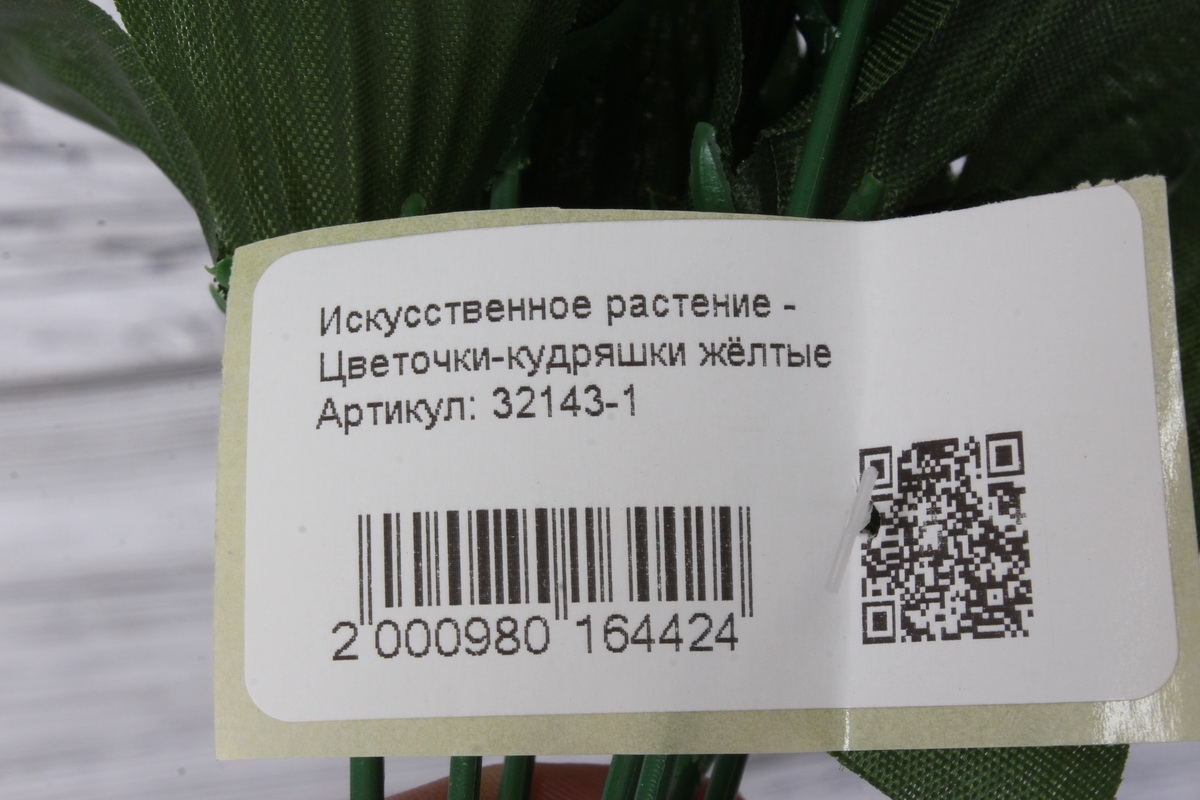 Искусственное растение -
Цветочки-кудряшки жёлтые
Артикул: 32143-1
2 000980 164424